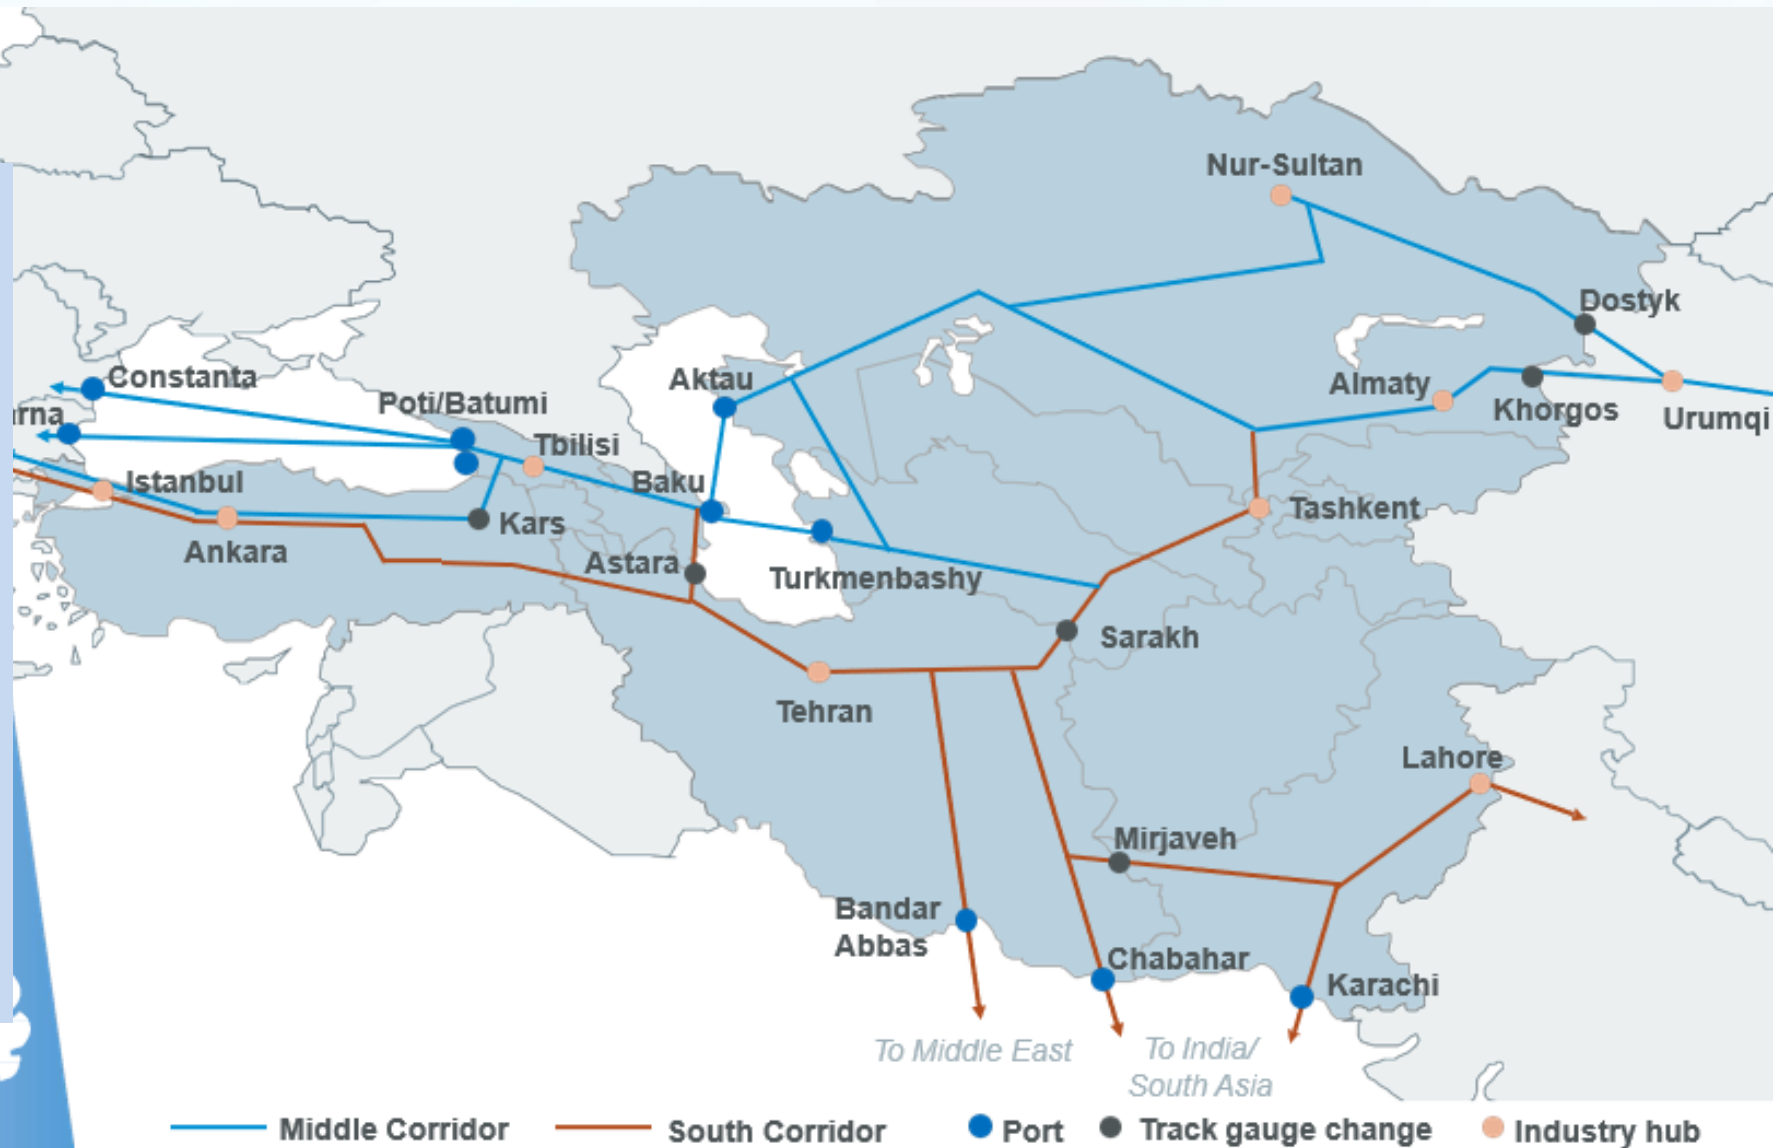 Nur-Sultan
Dostyk
Constanta
Aktau
Almaty
Poti/Batumi
Khorgos
Urumqi
arna
Tbilisi
Istanbul
Baku
Tashkent
Kars
Ankara
Astara
Turkmenbashy
Sarakh
Tehran
Lahore
Mirjaveh
Bandar
Abbas
Chabahar
Karachi
To Middle East
To India/
South Asia
Middle Corridor
South Corridor
Port
Track gauge change
Industry hub